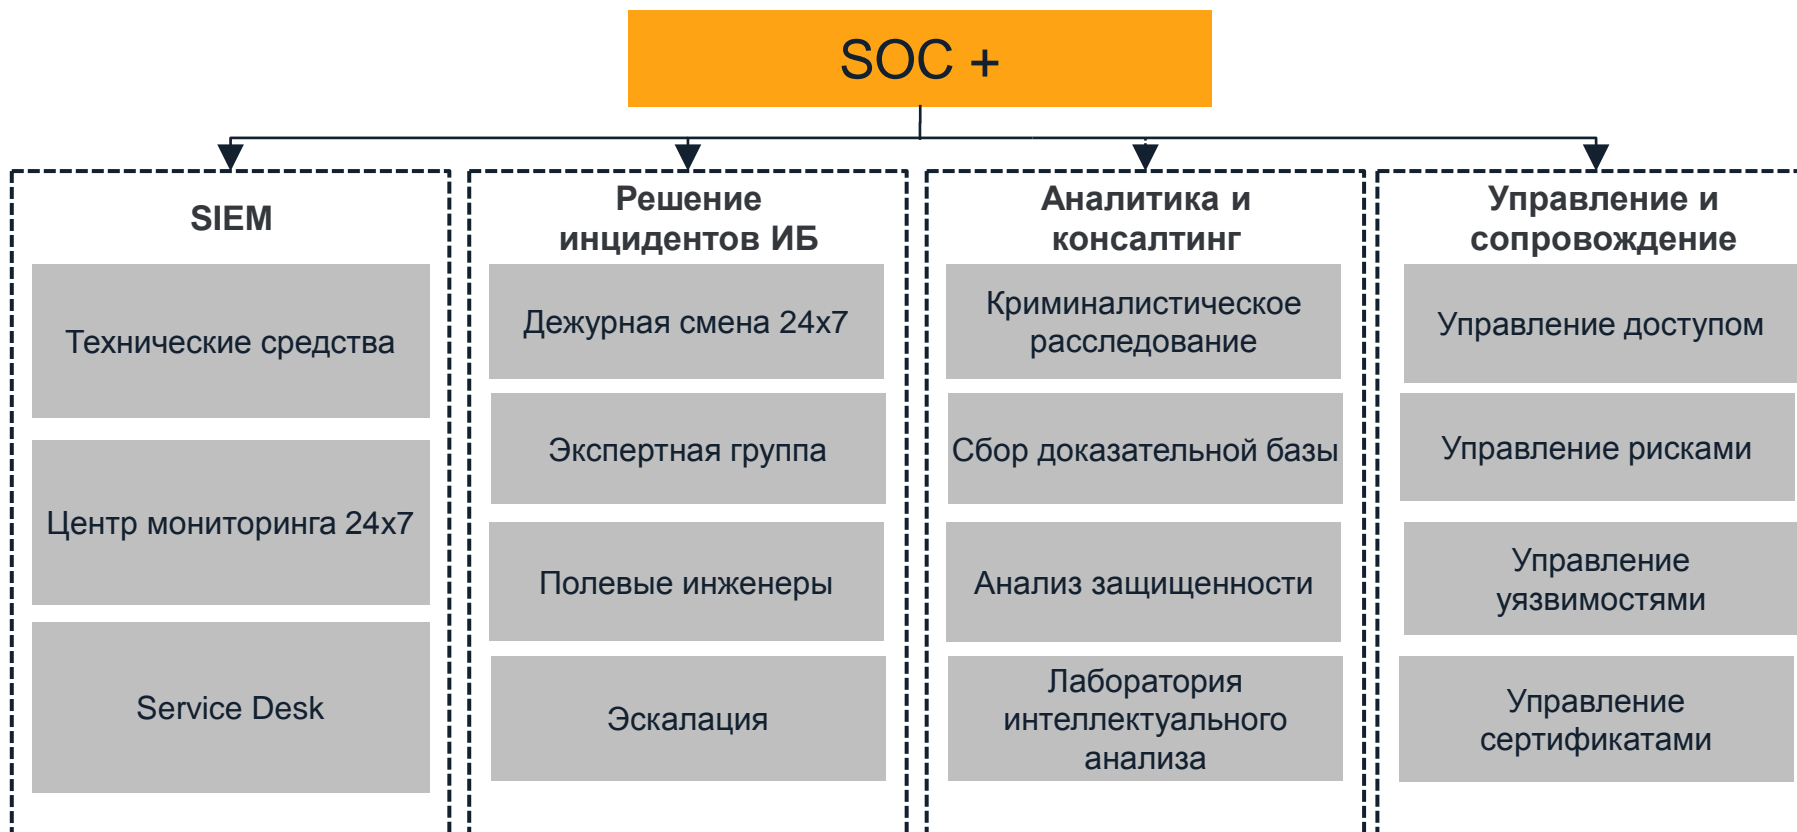 SOC +
SIEM
Технические средства
Центр мониторинга 24х7
Service Desk
Решение
инцидентов ИБ
Дежурная смена 24х7
Экспертная группа
Полевые инженеры
Эскалация
Аналитика и
консалтинг
Криминалистическое
расследование
Сбор доказательной базы
Анализ защищенности
Лаборатория
интеллектуального
анализа
Управление и
сопровождение
Управление доступом
Управление рисками
Управление
уязвимостями
Управление
сертификатами